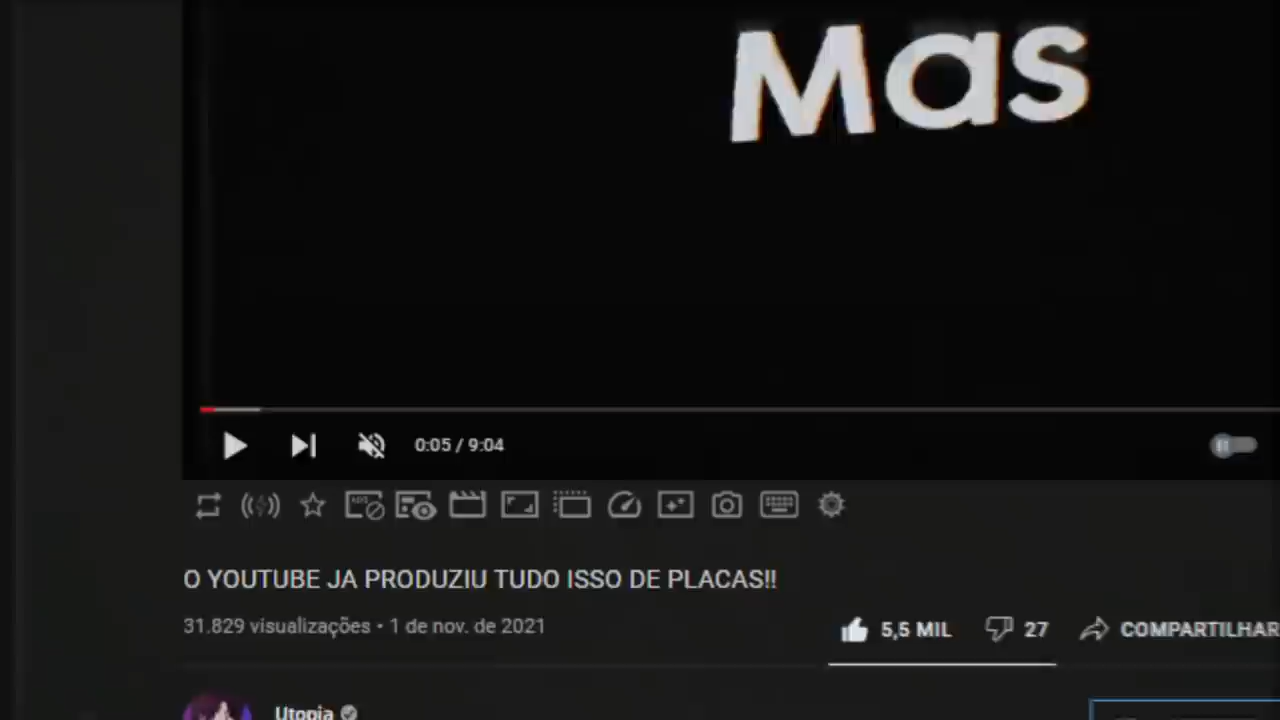 Mas
0:05 / 9:04
O YOUTUBE JA PRODUZIU TUDO ISSO DE PLACAS!!
31.829 visualizações • 1 de nov. de 2021
5,5 MIL 27 COMPARTILHAR
Utopia